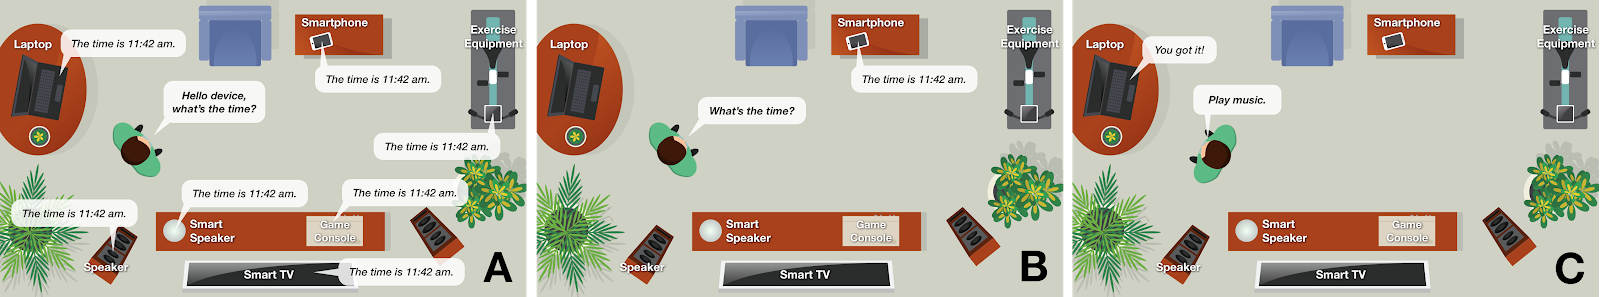 Smartphone
Laptop
The time is 11:42 am.
Exercise
Equipment
The time is 11:42 am.
Hello device,
what's the time?
The time is 11:42 am.
The time is 11:42 am.
The time is 11:42 am.
The time is 11:42 am.
Smart
Speaker
Game
Console
Speaker
Smart TV
The time is 11:42 am.
A
Smartphone
Laptop
Exercise
Equipment
The time is 11:42 am.
What's the time?
Smart
Speaker
Game
Console
Speaker
Smart TV
B
Smartphone
Laptop
You got it!
Exercise
Equipment
Play music.
Smart
Speaker
Game
Console
Speaker
Smart TV
C